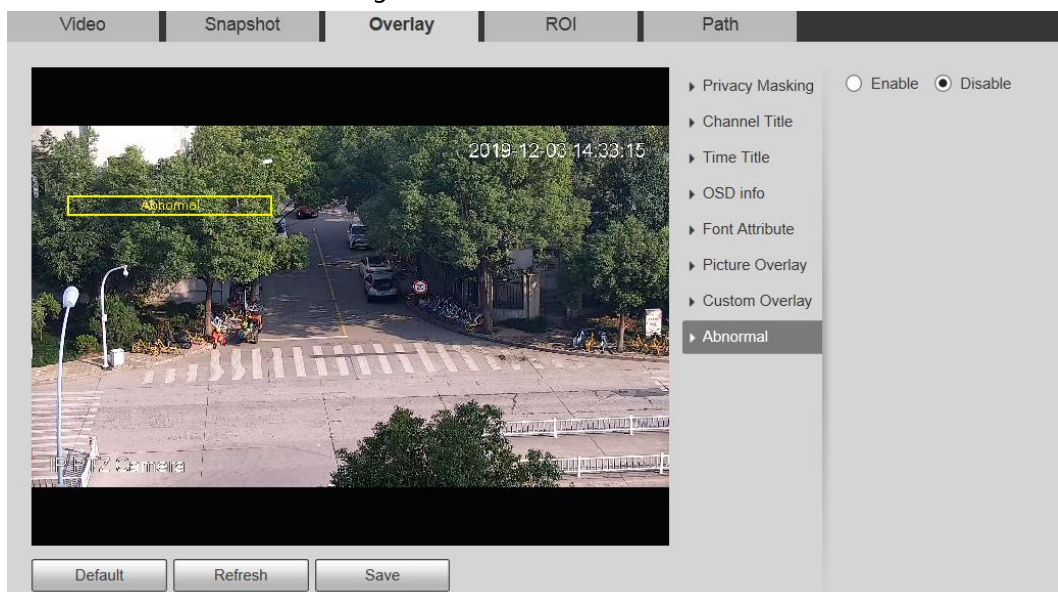 Video Snapshot Overlay ROI Path
2019-12-03 14:33:15
Abnormal
IP PTZ Camera
Privacy Masking
Channel Title
Time Title
OSD info
Font Attribute
Picture Overlay
Custom Overlay
Abnormal
Enable Disable
Default Refresh Save